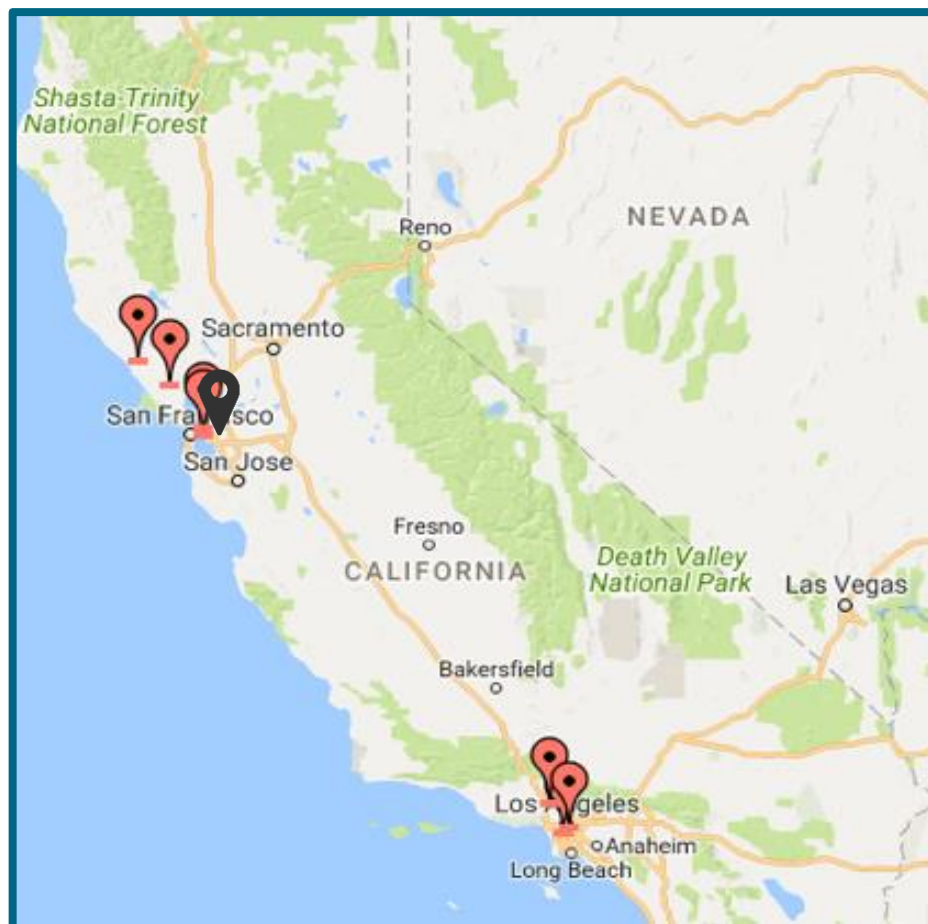 Shasta-Trinity
National Forest
NEVADA
Reno
Sacramento
San Francisco
San Jose
Fresno
CALIFORNIA
Death Valley
National Park
Las Vegas
Bakersfield
Los Angeles
Anaheim
Long Beach